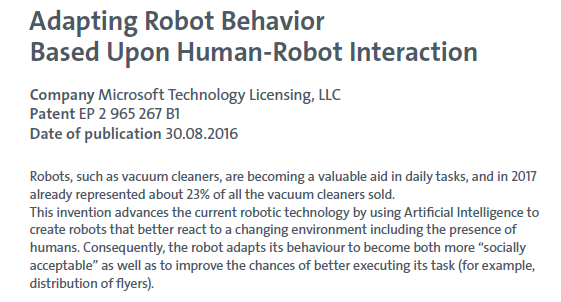 Adapting Robot Behavior
Based Upon Human-Robot Interaction
Company Microsoft Technology Licensing, LLC
Patent EP 2 965 267 B1
Date of publication 30.08.2016
Robots, such as vacuum cleaners, are becoming a valuable aid in daily tasks, and in 2017
already represented about 23% of all the vacuum cleaners sold.
This invention advances the current robotic technology by using Artificial Intelligence to
create robots that better react to a changing environment including the presence of
humans. Consequently, the robot adapts its behaviour to become both more “socially
acceptable” as well as to improve the chances of better executing its task (for example,
distribution of flyers).